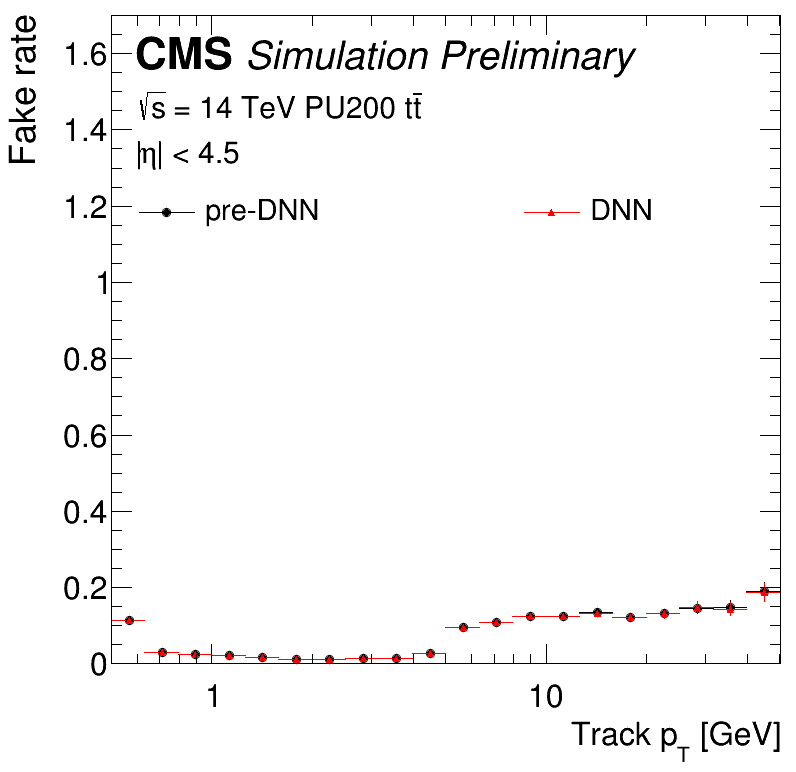 Fake rate
CMS Simulation Preliminary
√s = 14 TeV PU200 tt̄
|η| < 4.5
pre-DNN
DNN
1.6
1.4
1.2
1
0.8
0.6
0.4
0.2
0
1
10
Track p_T [GeV]